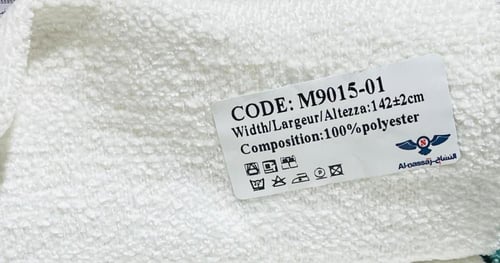 CODE: M9015-01
Width/Largeur/Altezza:142±2cm
Composition:100%polyester
N
Al-nassaj النساج